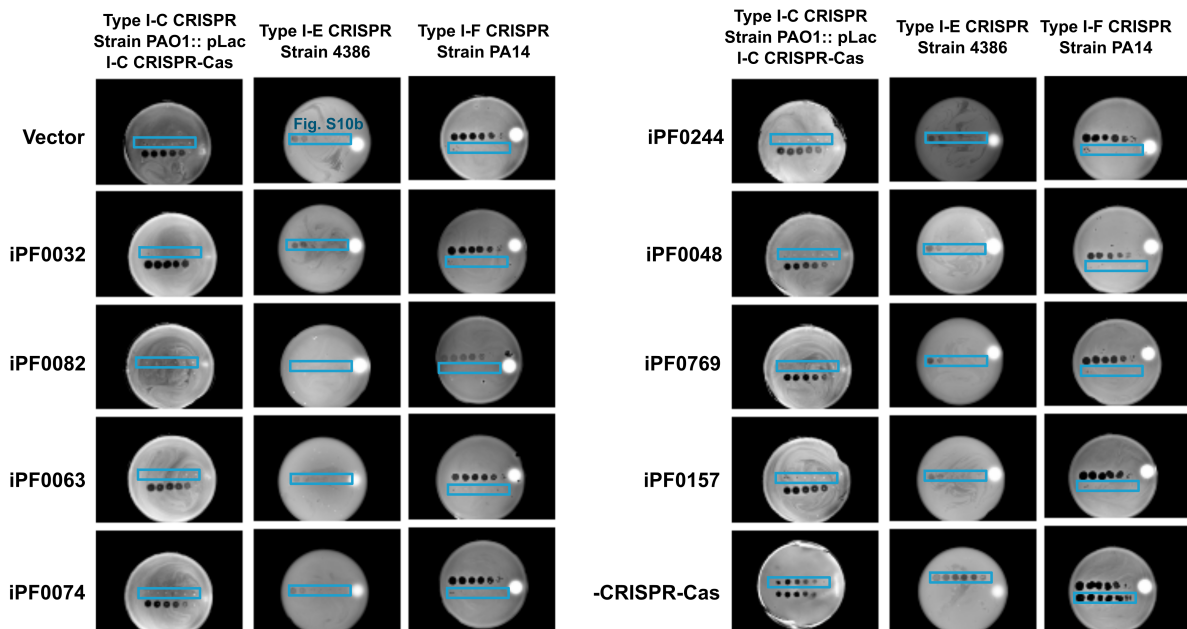 Type I-C CRISPR
Strain PAO1:: pLac
I-C CRISPR-Cas
Type I-E CRISPR
Strain 4386
Type I-F CRISPR
Strain PA14
Vector
Fig. S10b
iPF0032
iPF0082
iPF0063
iPF0074
Type I-C CRISPR
Strain PAO1:: pLac
I-C CRISPR-Cas
Type I-E CRISPR
Strain 4386
Type I-F CRISPR
Strain PA14
iPF0244
iPF0048
iPF0769
iPF0157
-CRISPR-Cas